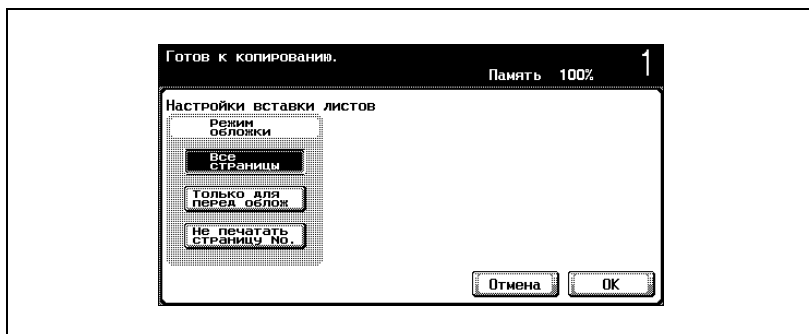 Готов к копированию.
Память 100%
1
Настройки вставки листов
Режим
обложки
Все
страницы
Только для
перед облож
Не печатать
страницу No.
Отмена
OK